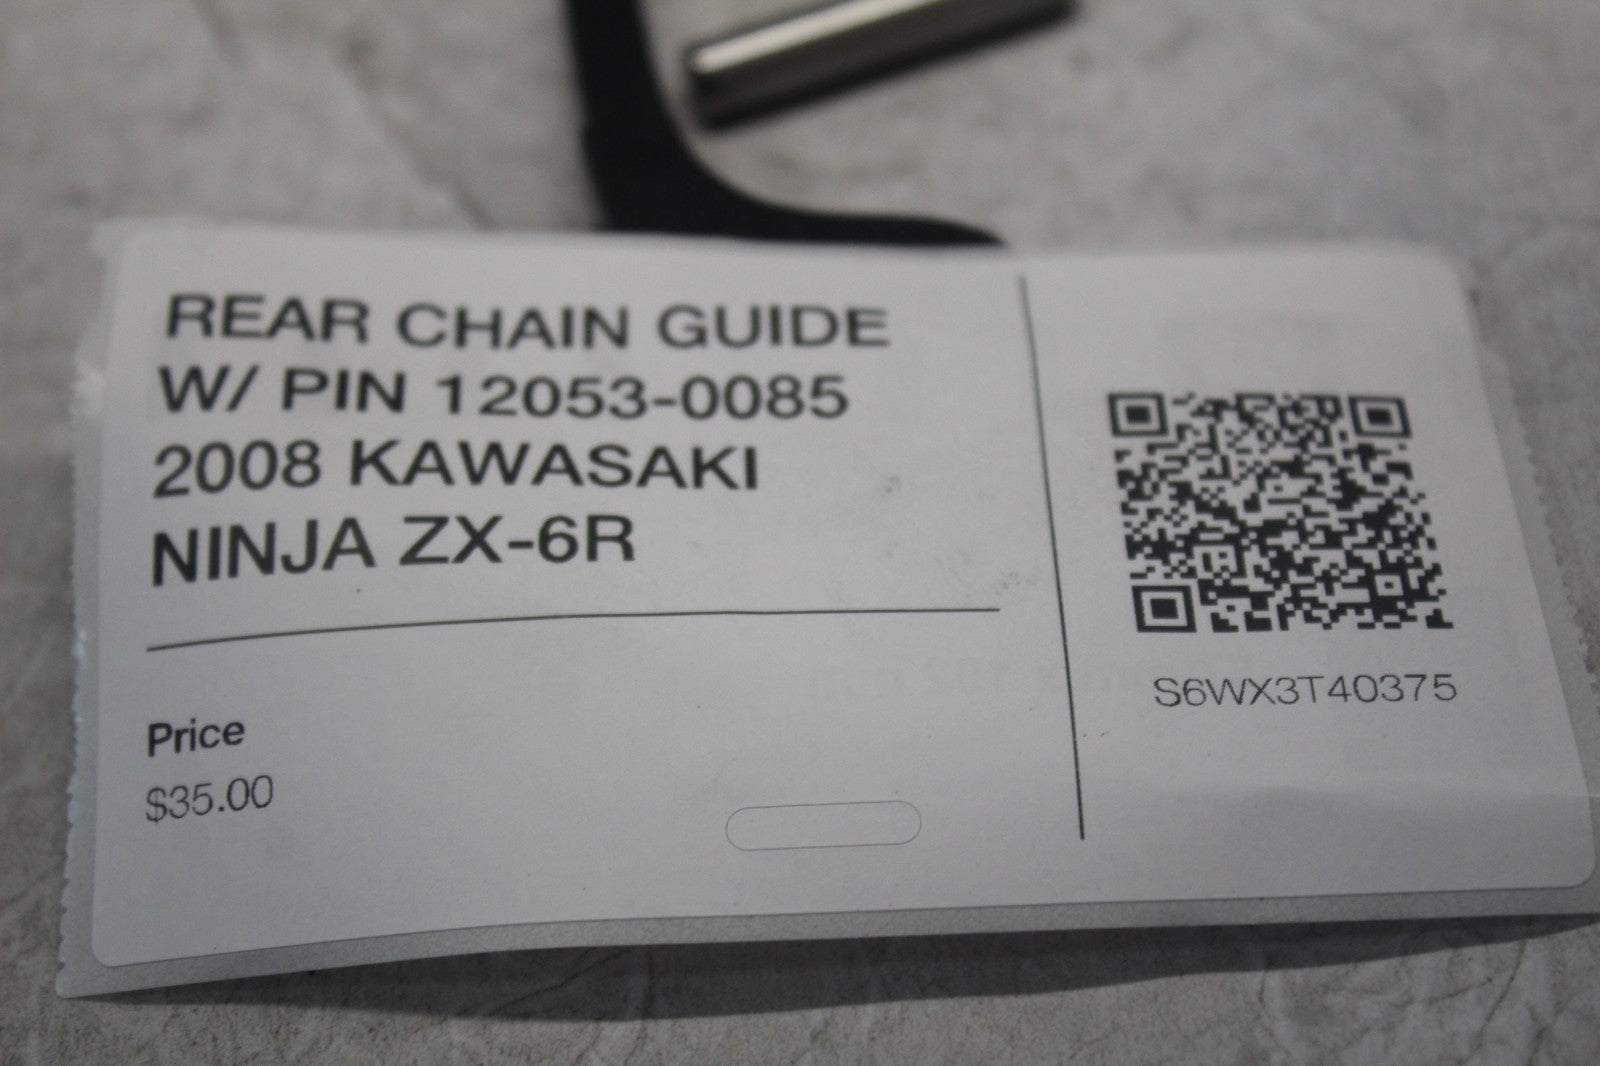 REAR CHAIN GUIDE
W/ PIN 12053-0085
2008 KAWASAKI
NINJA ZX-6R
Price
$35.00
S6WX3T40375